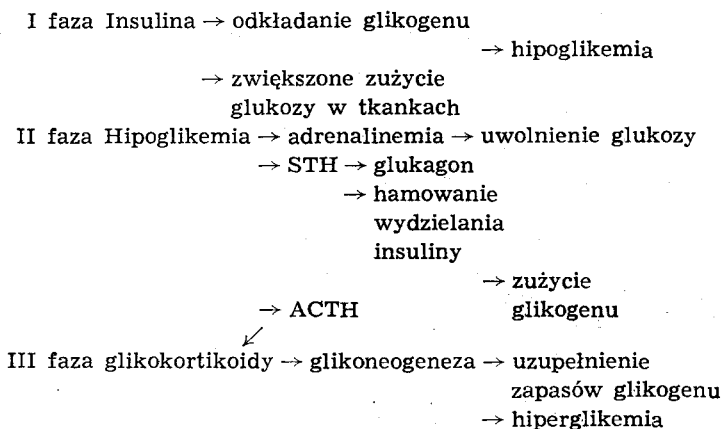 I faza Insulina → odkładanie glikogenu
→ hipoglikemia
→ zwiększone zużycie
glukozy w tkankach
II faza Hipoglikemia → adrenalinemia → uwolnienie glukozy
→ STH → glukagon
→ hamowanie
wydzielania
insuliny
→ zużycie
→ ACTH glikogenu
↙
III faza glikokortikoidy → glikoneogeneza → uzupełnienie
zapasów glikogenu
→ hiperglikemia